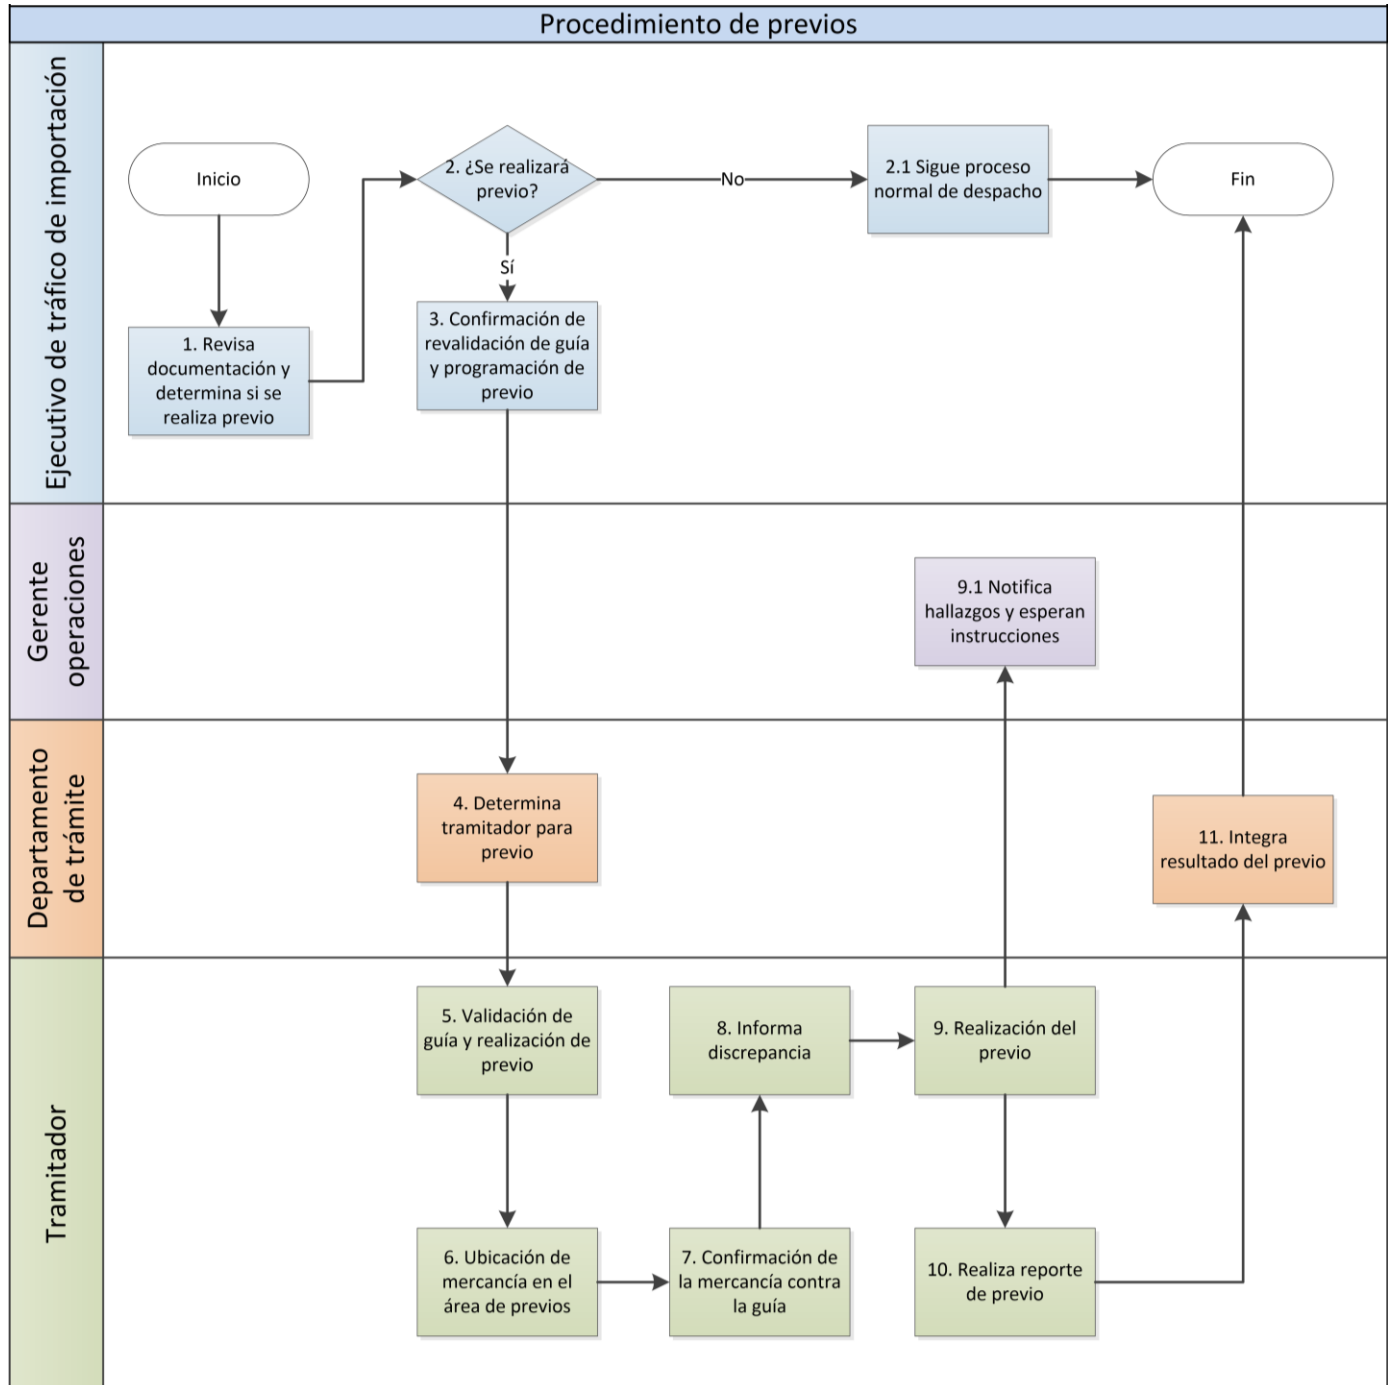 Procedimiento de previos
Ejecutivo de tráfico de importación
Inicio
2. ¿Se realizará
previo?
No
2.1 Sigue proceso
normal de despacho
Fin
Sí
1. Revisa
documentación y
determina si se
realiza previo
3. Confirmación de
revalidación de guía
y programación de
previo
Gerente
operaciones
9.1 Notifica
hallazgos y esperan
instrucciones
Departamento
de trámite
4. Determina
tramitador para
previo
11. Integra
resultado del previo
Tramitador
5. Validación de
guía y realización de
previo
8. Informa
discrepancia
9. Realización del
previo
6. Ubicación de
mercancía en el
área de previos
7. Confirmación de
la mercancía contra
la guía
10. Realiza reporte
de previo